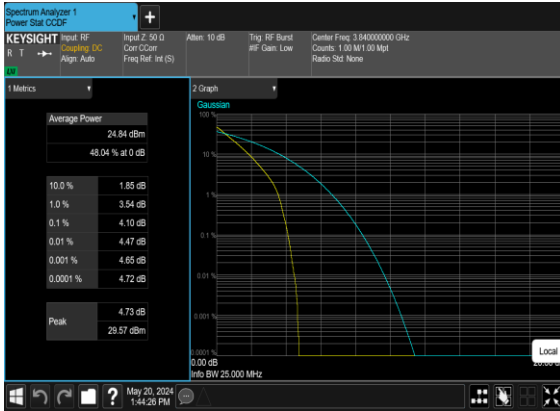 Spectrum Analyzer 1
Power Stat CCDF
KEYSIGHT
R T
Input: RF
Coupling: DC
Align: Auto
Input Z: 50 Ω
Corr CCorr
Freq Ref: Int (S)
Atten: 10 dB
Trig: RF Burst
#IF Gain: Low
Center Freq: 3.840000000 GHz
Counts: 1.00 M/1.00 Mpt
Radio Std: None
1 Metrics
2 Graph
Average Power
24.84 dBm
48.04 % at 0 dB
10.0 % 1.85 dB
1.0 % 3.54 dB
0.1 % 4.10 dB
0.01 % 4.47 dB
0.001 % 4.65 dB
0.0001 % 4.72 dB
Peak
4.73 dB
29.57 dBm
Gaussian
100 %
10 %
1 %
0.1 %
0.01 %
0.001 %
0.0001 %
0.00 dB
Info BW 25.000 MHz
Local
May 20, 2024
1:44:26 PM